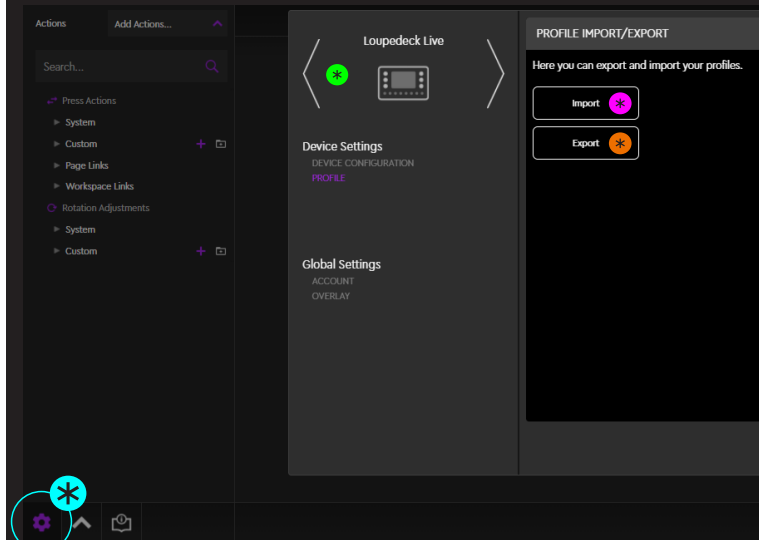 Actions
Add Actions...
Search...
Press Actions
System
Custom
Page Links
Workspace Links
Rotation Adjustments
System
Custom
Loupedeck Live
Device Settings
DEVICE CONFIGURATION
PROFILE
Global Settings
ACCOUNT
OVERLAY
PROFILE IMPORT/EXPORT
Here you can export and import your profiles.
Import
Export